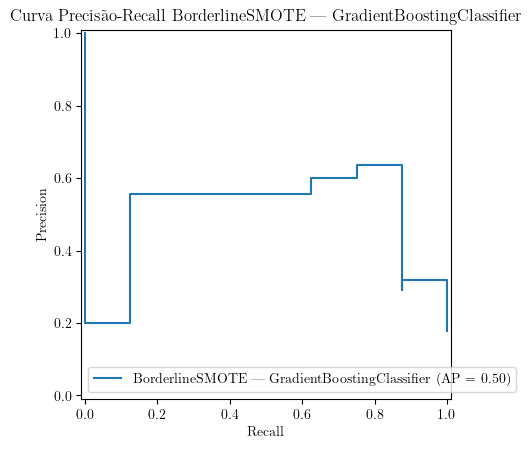 Curva Precisão-Recall BorderlineSMOTE — GradientBoostingClassifier
1.0
0.8
0.6
0.4
0.2
0.0
Precision
BorderlineSMOTE — GradientBoostingClassifier (AP = 0.50)
0.0 0.2 0.4 0.6 0.8 1.0
Recall